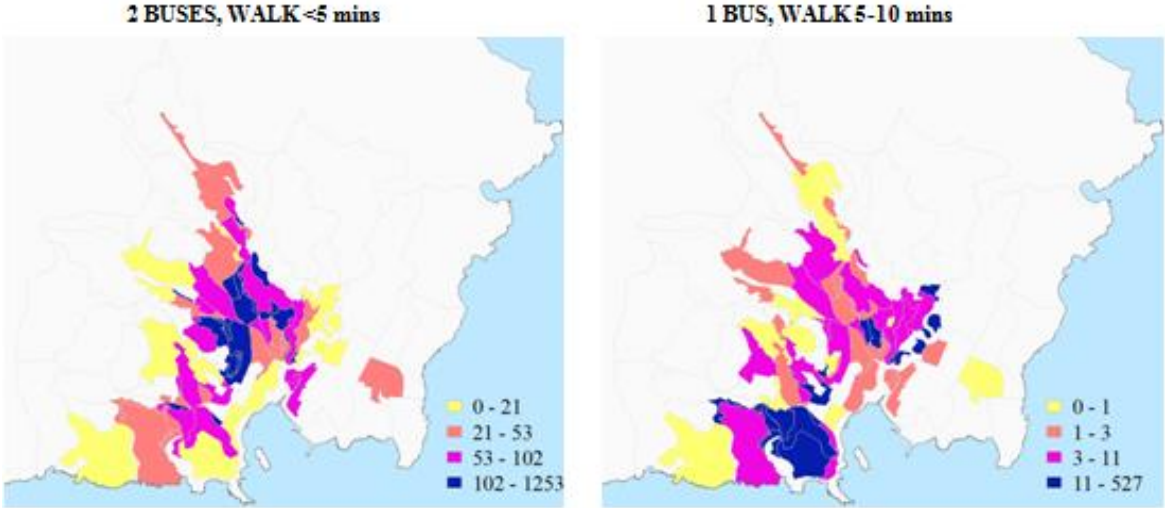 2 BUSES, WALK <5 mins
1 BUS, WALK 5-10 mins
0 - 21
21 - 53
53 - 102
102 - 1253
0 - 1
1 - 3
3 - 11
11 - 527